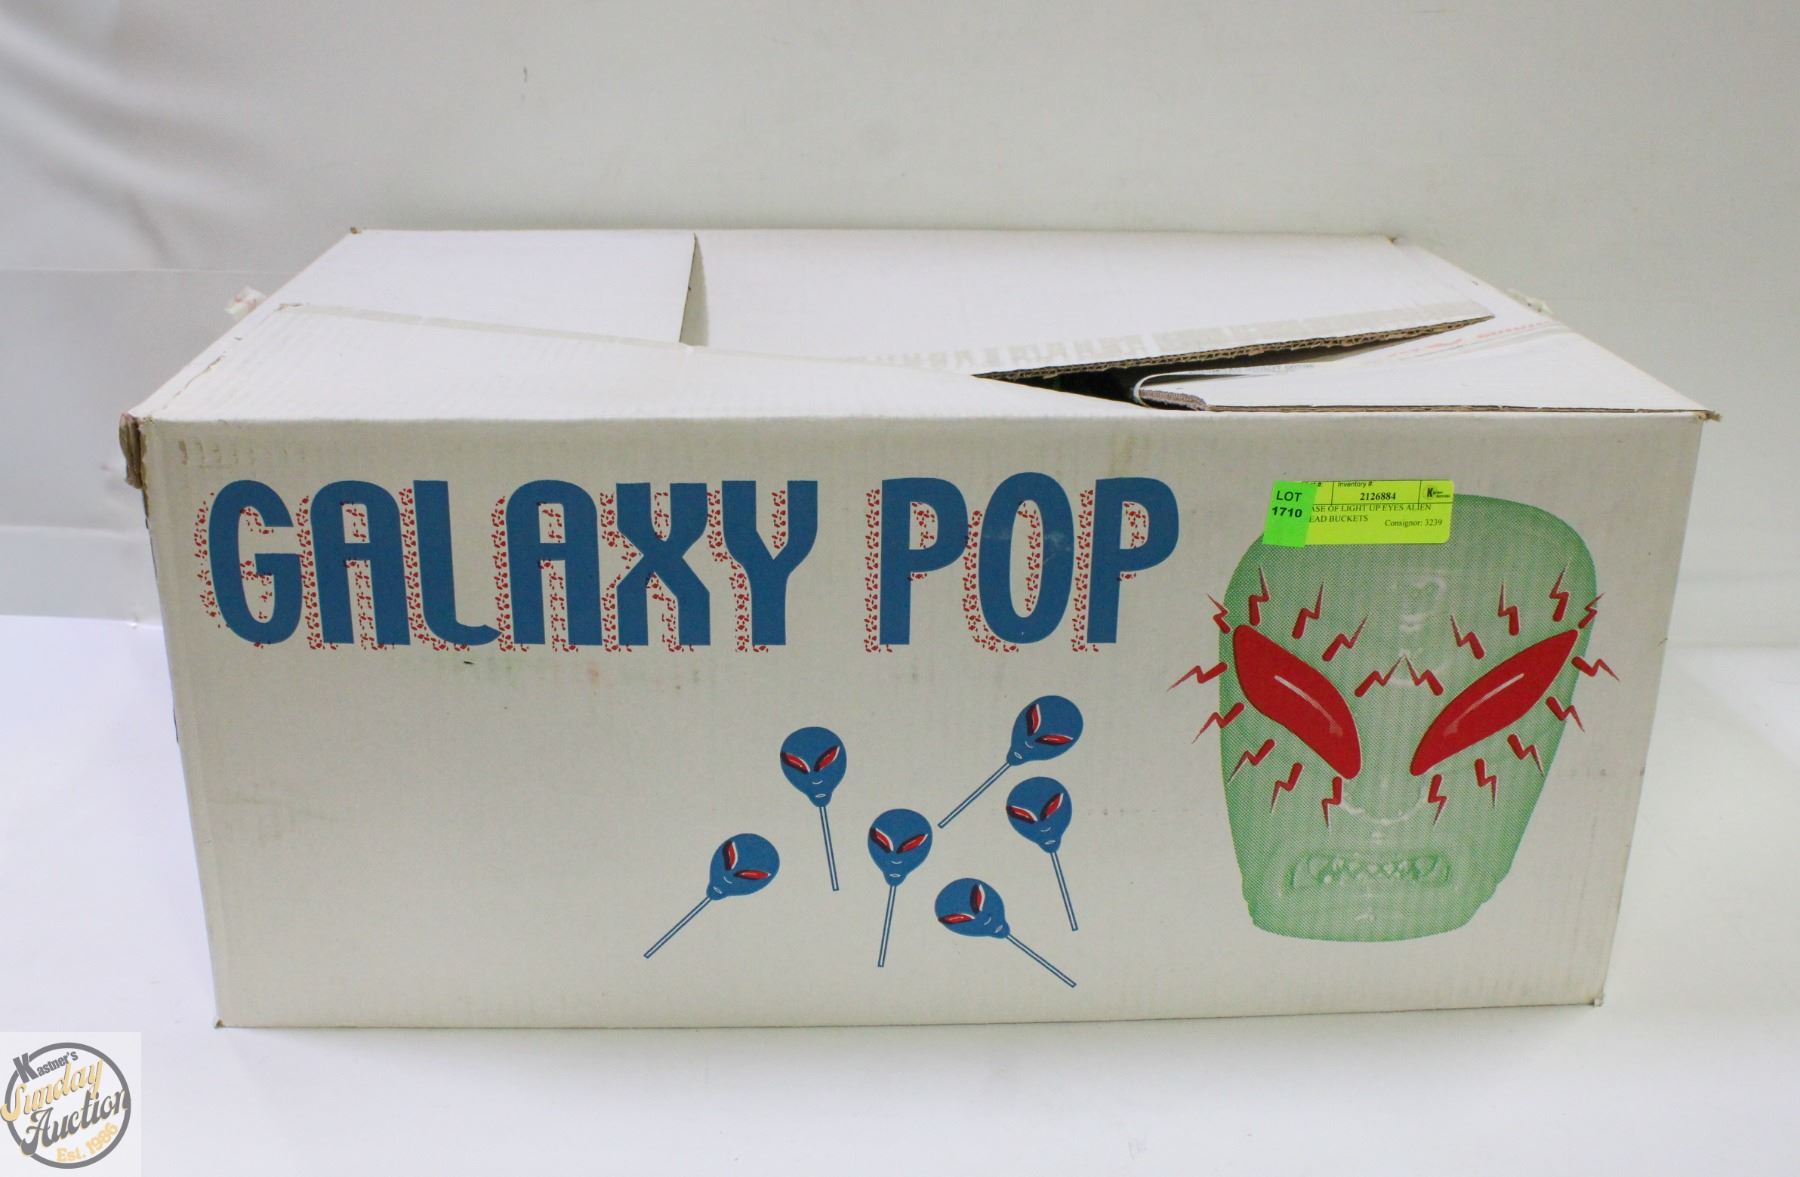 GALAXY POP
LOT
1710
Inventory #:
2126884
ASE OF LIGHT UP EYES ALIEN
EAD BUCKETS Consignor: 3239
Kastner's
Sunday
Auction
Est. 1986